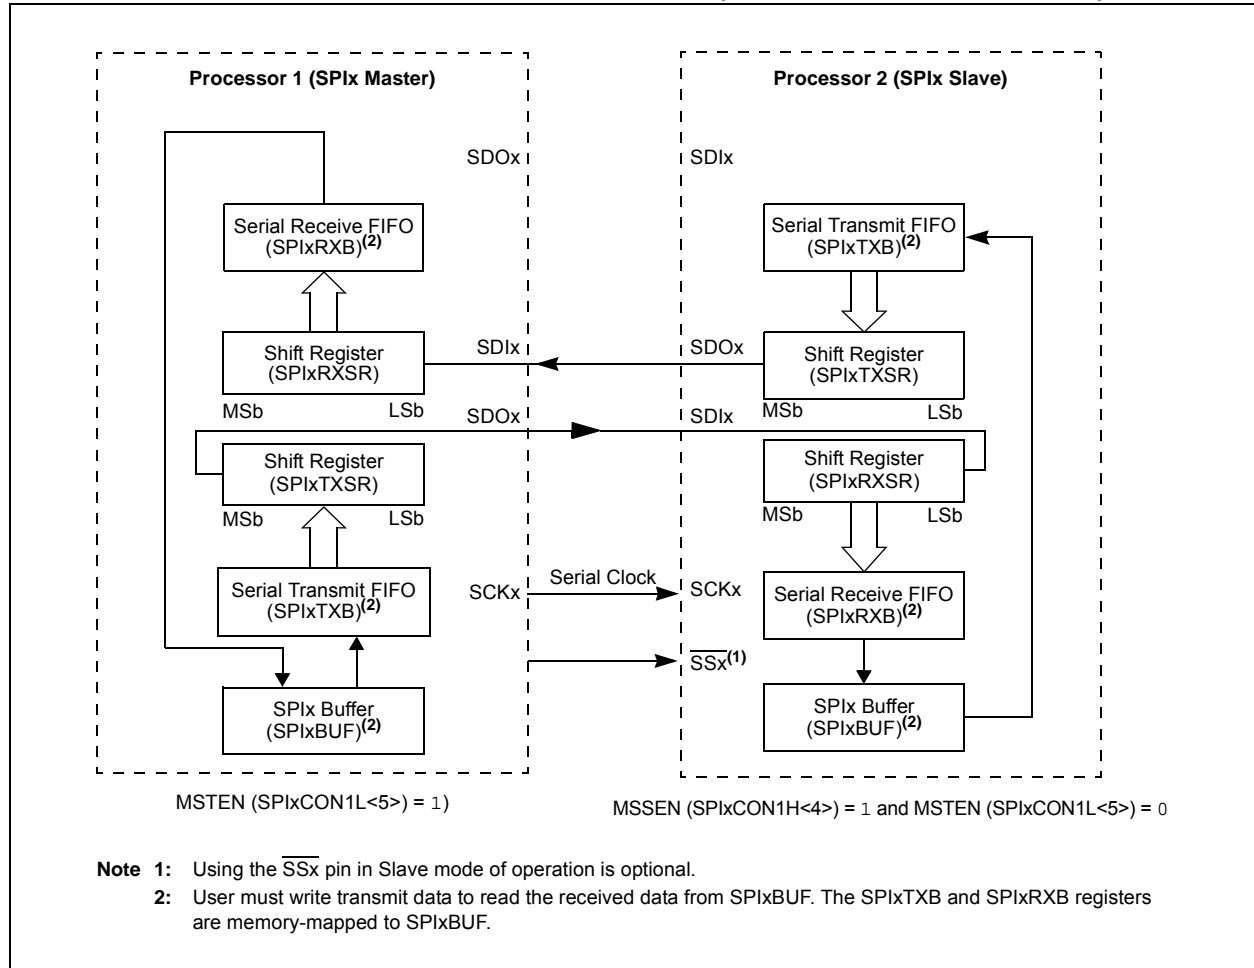 Processor 1 (SPIx Master)
Processor 2 (SPIx Slave)
SDOx
SDIx
Serial Receive FIFO
(SPIxRXB)(2)
Serial Transmit FIFO
(SPIxTXB)(2)
Shift Register
(SPIxRXSR)
SDIx
SDOx
Shift Register
(SPIxTXSR)
MSb
LSb
MSb
LSb
SDOx
SDIx
Shift Register
(SPIxTXSR)
Shift Register
(SPIxRXSR)
MSb
LSb
MSb
LSb
Serial Transmit FIFO
(SPIxTXB)(2)
SCKx
Serial Clock
SCKx
Serial Receive FIFO
(SPIxRXB)(2)
SSx(1)
SPIx Buffer
(SPIxBUF)(2)
SPIx Buffer
(SPIxBUF)(2)
MSTEN (SPIxCON1L<5>) = 1)
MSSEN (SPIxCON1H<4>) = 1 and MSTEN (SPIxCON1L<5>) = 0
Note 1: Using the SSx pin in Slave mode of operation is optional.
2: User must write transmit data to read the received data from SPIxBUF. The SPIxTXB and SPIxRXB registers
are memory-mapped to SPIxBUF.